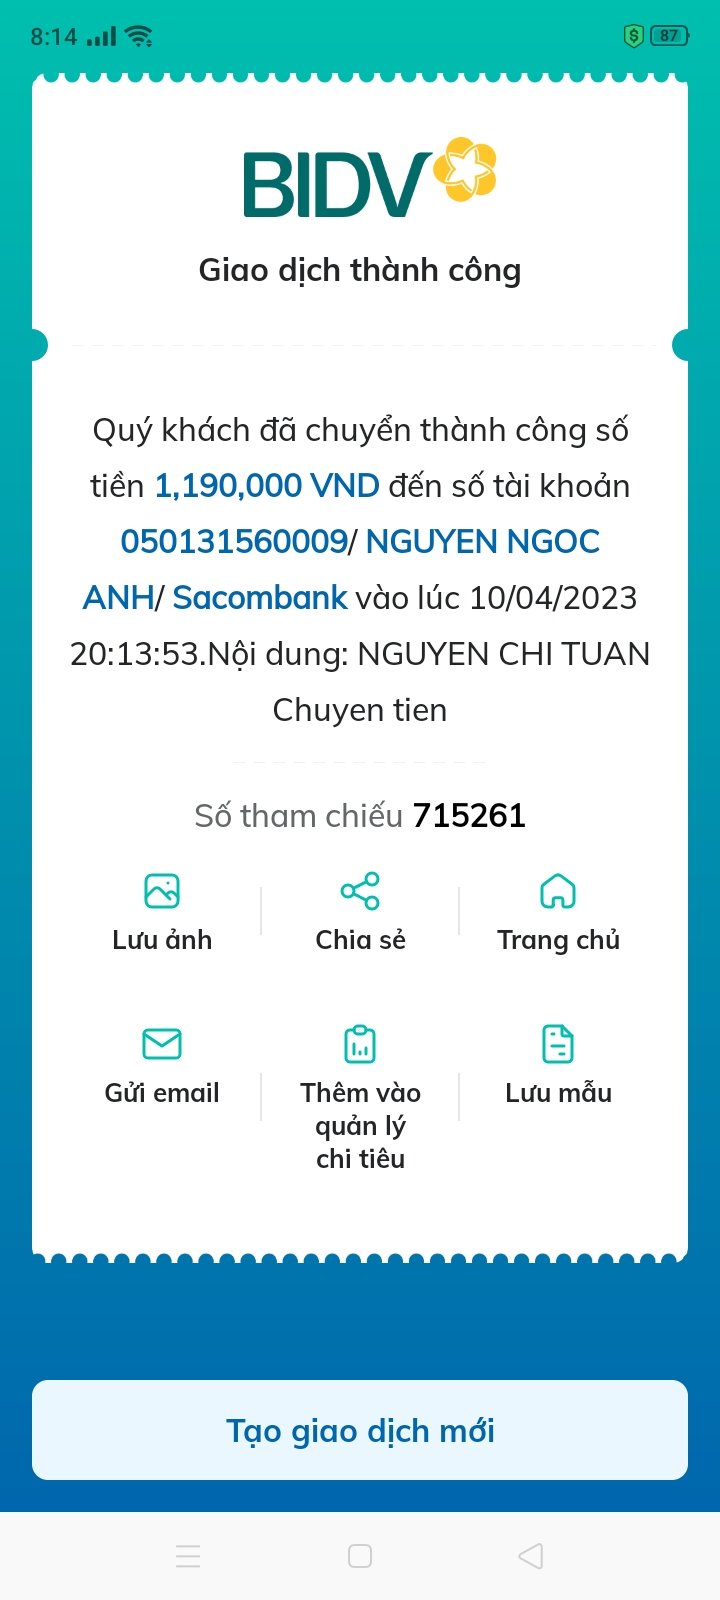 8:14
87
BIDV
Giao dịch thành công
Quý khách đã chuyển thành công số
tiền 1,190,000 VND đến số tài khoản
050131560009/ NGUYEN NGOC
ANH/ Sacombank vào lúc 10/04/2023
20:13:53.Nội dung: NGUYEN CHI TUAN
Chuyen tien
Số tham chiếu 715261
Lưu ảnh
Chia sẻ
Trang chủ
Gửi email
Thêm vào
quản lý
chi tiêu
Lưu mẫu
Tạo giao dịch mới